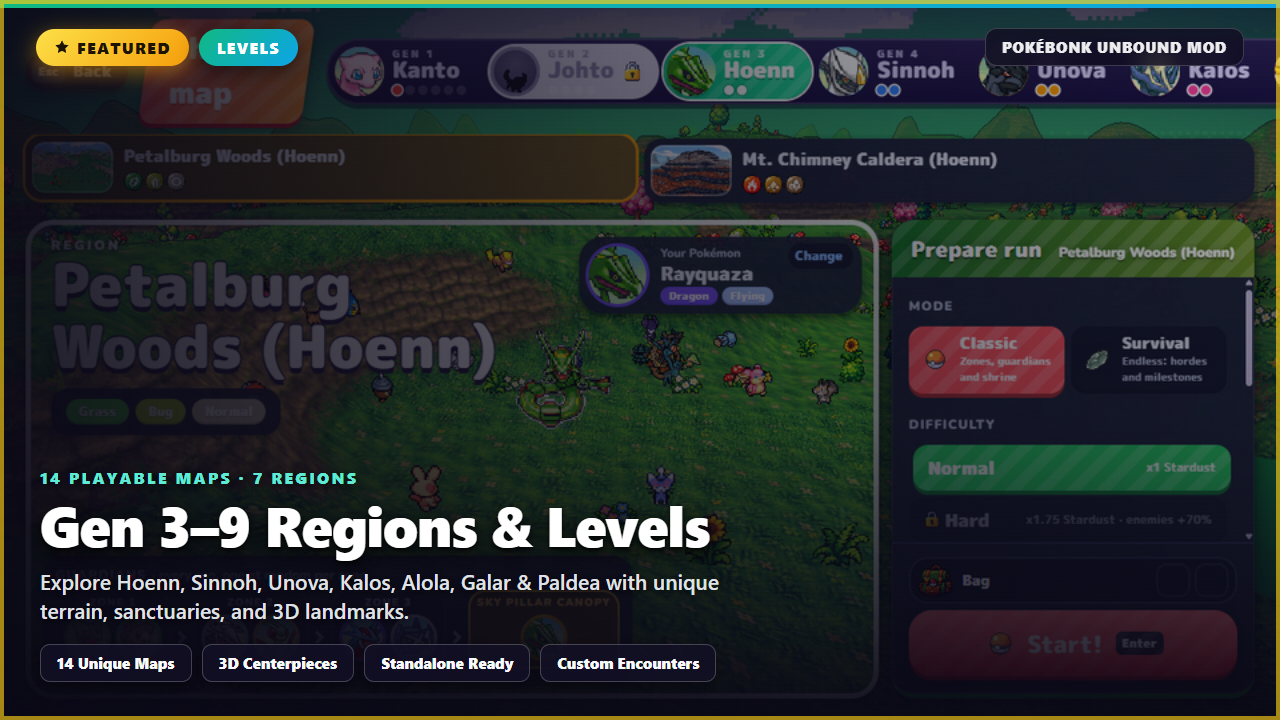 ★ FEATURED
LEVELS
POKÉBONK UNBOUND MOD
Esc Back
map
GEN 1
Kanto
GEN 2
Johto
GEN 3
Hoenn
GEN 4
Sinnoh
Unova
Kalos
Petalburg Woods (Hoenn)
Mt. Chimney Caldera (Hoenn)
REGION
Petalburg
Woods (Hoenn)
Grass
Bug
Normal
Your Pokémon
Rayquaza
Dragon
Flying
Change
Prepare run
Petalburg Woods (Hoenn)
MODE
Classic
Zones, guardians
and shrine
Survival
Endless: hordes
and milestones
DIFFICULTY
Normal
x1 Stardust
Hard
x1.75 Stardust - enemies +70%
Bag
Start!
Enter
14 PLAYABLE MAPS · 7 REGIONS
Gen 3–9 Regions & Levels
Explore Hoenn, Sinnoh, Unova, Kalos, Alola, Galar & Paldea with unique
terrain, sanctuaries, and 3D landmarks.
SKY PILLAR CANOPY
14 Unique Maps
3D Centerpieces
Standalone Ready
Custom Encounters